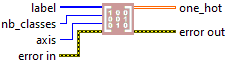 label
nb_classes
axis
error in
one_hot
error out